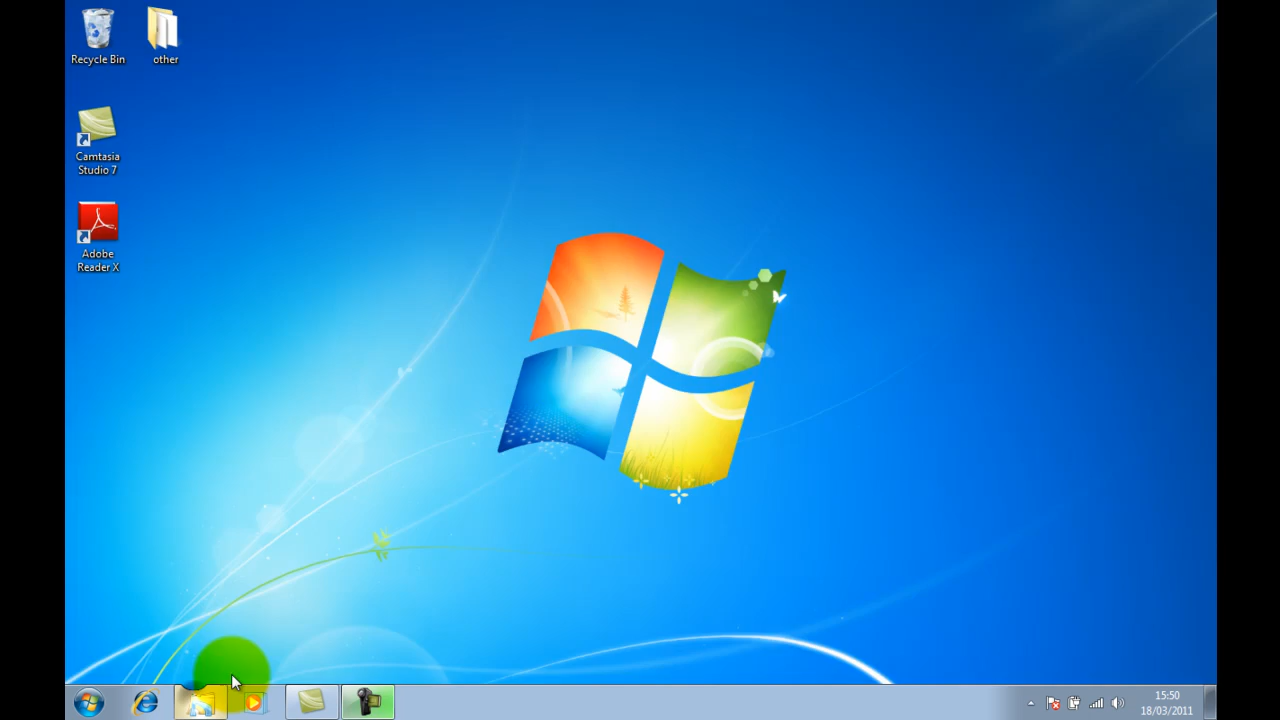 Recycle Bin
other
Camtasia
Studio 7
Adobe
Reader X
15:50
18/03/2011